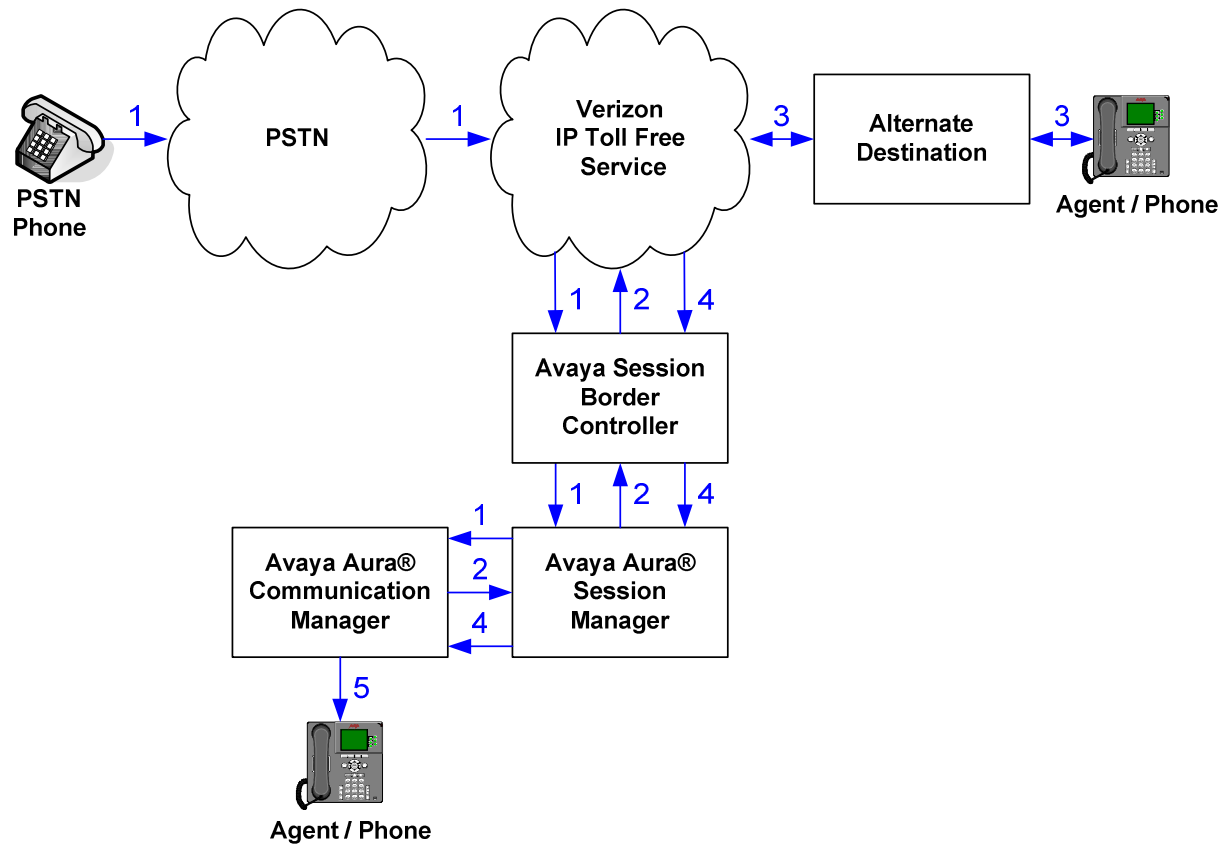 PSTN
Phone
1
PSTN
1
Verizon
IP Toll Free
Service
3
Alternate
Destination
3
Agent / Phone
1
2
4
Avaya Session
Border
Controller
1
2
4
Avaya Aura®
Communication
Manager
1
2
4
Avaya Aura®
Session
Manager
5
Agent / Phone